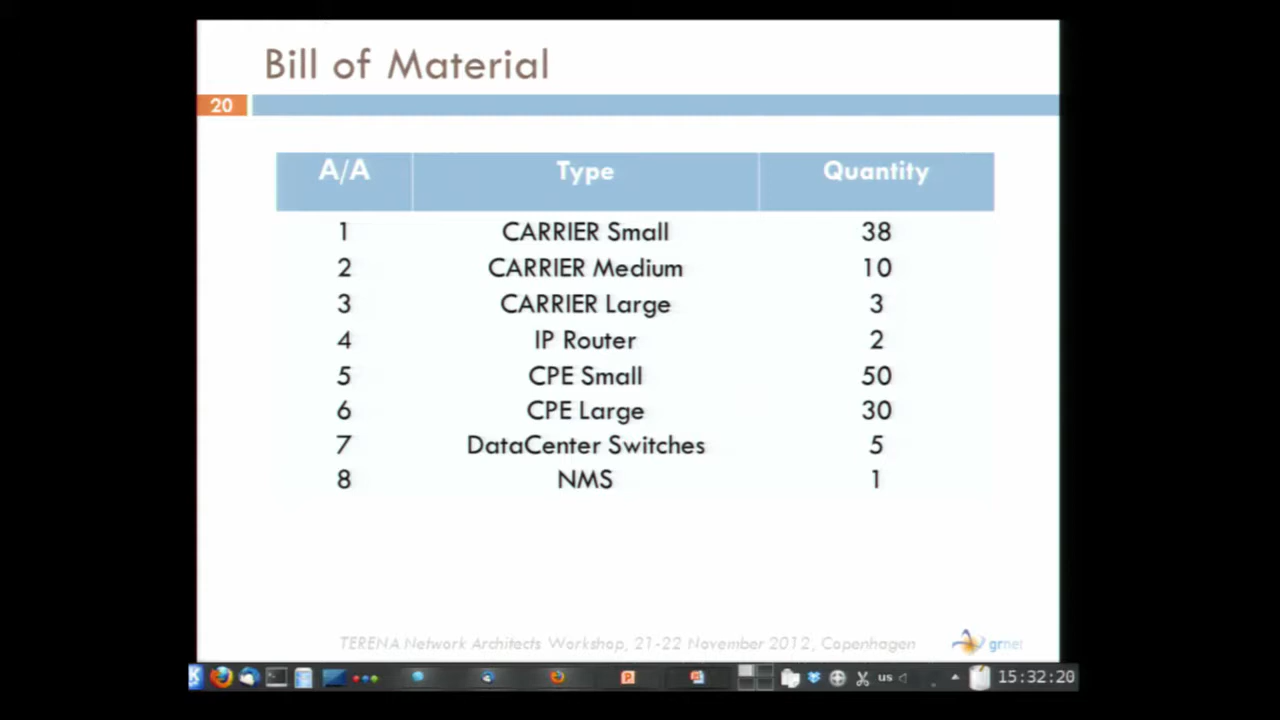 Bill of Material
20
A/A Type Quantity
1 CARRIER Small 38
2 CARRIER Medium 10
3 CARRIER Large 3
4 IP Router 2
5 CPE Small 50
6 CPE Large 30
7 DataCenter Switches 5
8 NMS 1
TERENA Network Architects Workshop, 21-22 November 2012, Copenhagen
grnet
us 15:32:20